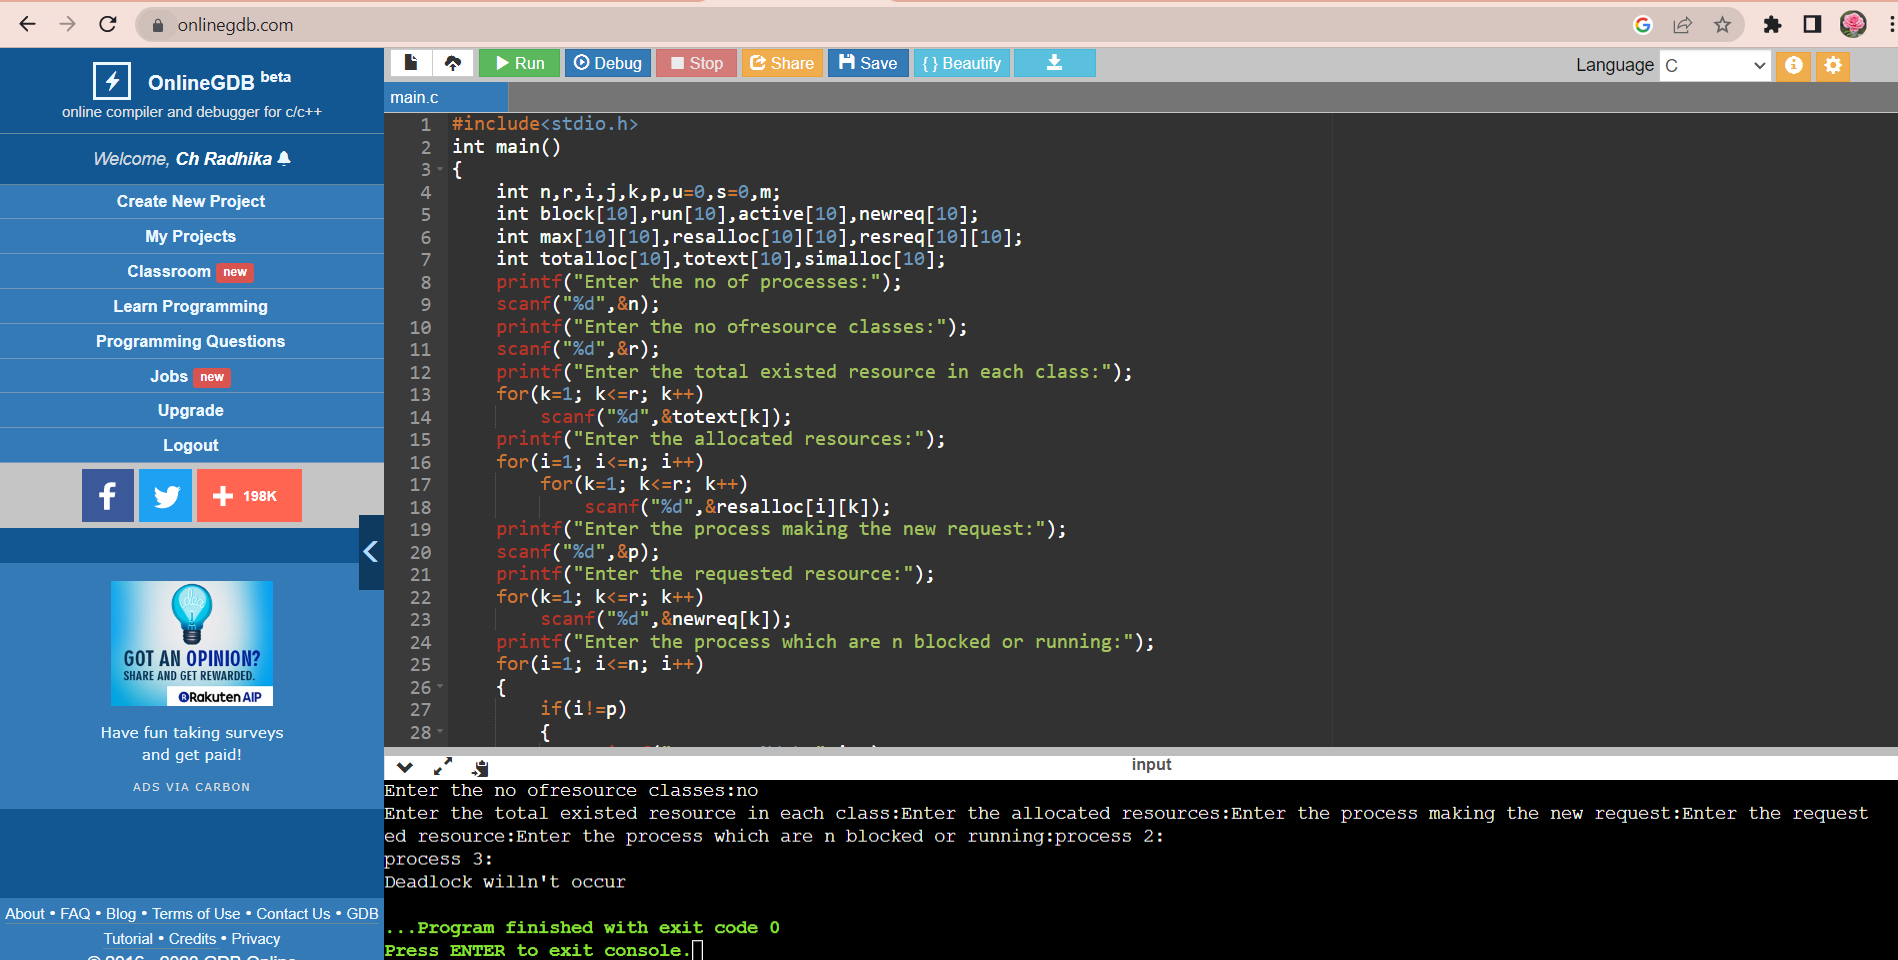 onlinegdb.com
OnlineGDB beta
online compiler and debugger for c/c++
Welcome, Ch Radhika
Create New Project
My Projects
Classroom new
Learn Programming
Programming Questions
Jobs new
Upgrade
Logout
198K
GOT AN OPINION?
SHARE AND GET REWARDED.
Rakuten AIP
Have fun taking surveys
and get paid!
ADS VIA CARBON
About • FAQ • Blog • Terms of Use • Contact Us • GDB
Tutorial • Credits • Privacy
Run Debug Stop Share Save { } Beautify
Language C
main.c
1 #include<stdio.h>
2 int main()
3 {
4 int n,r,i,j,k,p,u=0,s=0,m;
5 int block[10],run[10],active[10],newreq[10];
6 int max[10][10],resalloc[10][10],resreq[10][10];
7 int totalloc[10],totext[10],simalloc[10];
8 printf("Enter the no of processes:");
9 scanf("%d",&n);
10 printf("Enter the no ofresource classes:");
11 scanf("%d",&r);
12 printf("Enter the total existed resource in each class:");
13 for(k=1; k<=r; k++)
14 scanf("%d",&totext[k]);
15 printf("Enter the allocated resources:");
16 for(i=1; i<=n; i++)
17 for(k=1; k<=r; k++)
18 scanf("%d",&resalloc[i][k]);
19 printf("Enter the process making the new request:");
20 scanf("%d",&p);
21 printf("Enter the requested resource:");
22 for(k=1; k<=r; k++)
23 scanf("%d",&newreq[k]);
24 printf("Enter the process which are n blocked or running:");
25 for(i=1; i<=n; i++)
26 {
27 if(i!=p)
28 {
input
Enter the no ofresource classes:no
Enter the total existed resource in each class:Enter the allocated resources:Enter the process making the new request:Enter the request
ed resource:Enter the process which are n blocked or running:process 2:
process 3:
Deadlock willn't occur
...Program finished with exit code 0
Press ENTER to exit console.